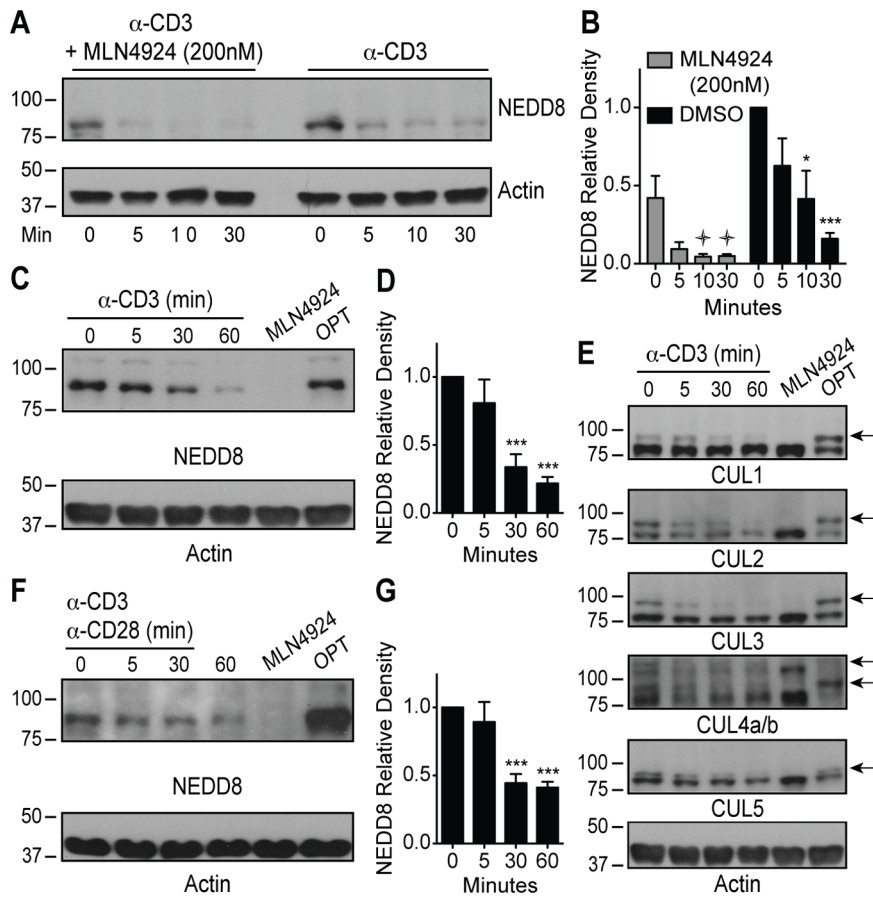 A
α-CD3
+ MLN4924 (200nM)
α-CD3
100
75
NEDD8
50
37
Actin
Min 0 5 1 0 30 0 5 10 30
B
MLN4924
(200nM)
DMSO
NEDD8 Relative Density
1.0
0.5
0.0
* ***
0 5 10 30 0 5 10 30
Minutes
C
α-CD3 (min)
0 5 30 60 MLN4924 OPT
100
75
NEDD8
50
37
Actin
D
NEDD8 Relative Density
1.0
0.5
0.0
*** ***
0 5 30 60
Minutes
E
α-CD3 (min)
0 5 30 60 MLN4924 OPT
100
75
CUL1
100
75
CUL2
100
75
CUL3
100
75
CUL4a/b
100
75
CUL5
50
37
Actin
F
α-CD3
α-CD28 (min)
0 5 30 60 MLN4924 OPT
100
75
NEDD8
50
37
Actin
G
NEDD8 Relative Density
1.0
0.5
0.0
*** ***
0 5 30 60
Minutes